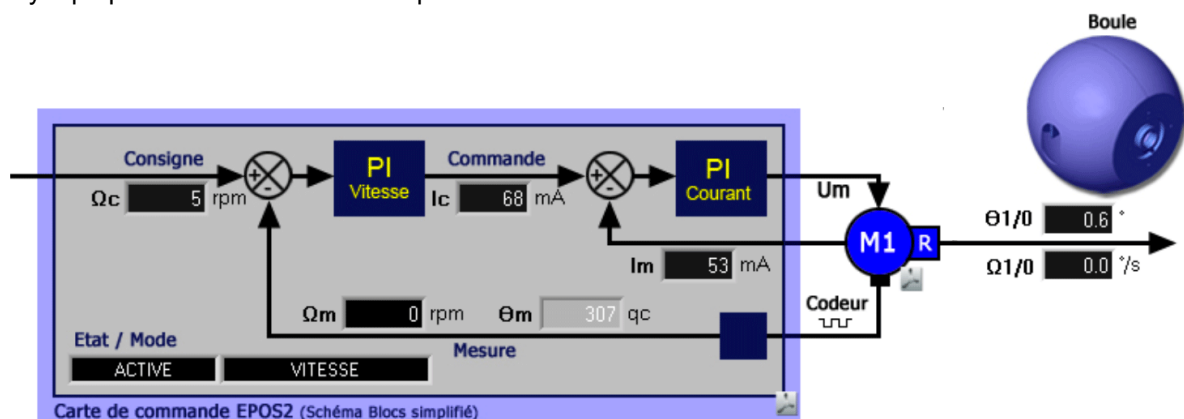 Boule
Consigne
Ωc 5 rpm
+
-
PI
Vitesse
Commande
Ic 68 mA
+
-
PI
Courant
Um
M1 R
Θ1/0 0.6 °
Ω1/0 0.0 °/s
Im 53 mA
Codeur
Ωm 0 rpm Θm 307 qc
Mesure
Etat / Mode
ACTIVE VITESSE
Carte de commande EPOS2 (Schéma Blocs simplifié)